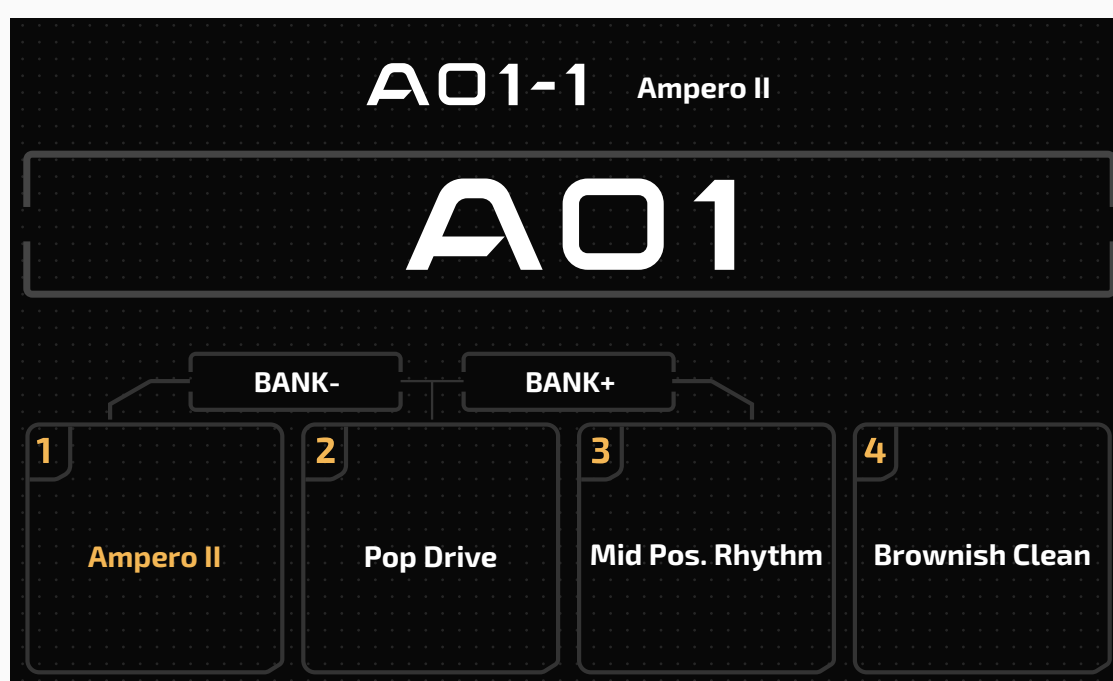 A01-1 Ampero II
A01
BANK- BANK+
1 2 3 4
Ampero II Pop Drive Mid Pos. Rhythm Brownish Clean